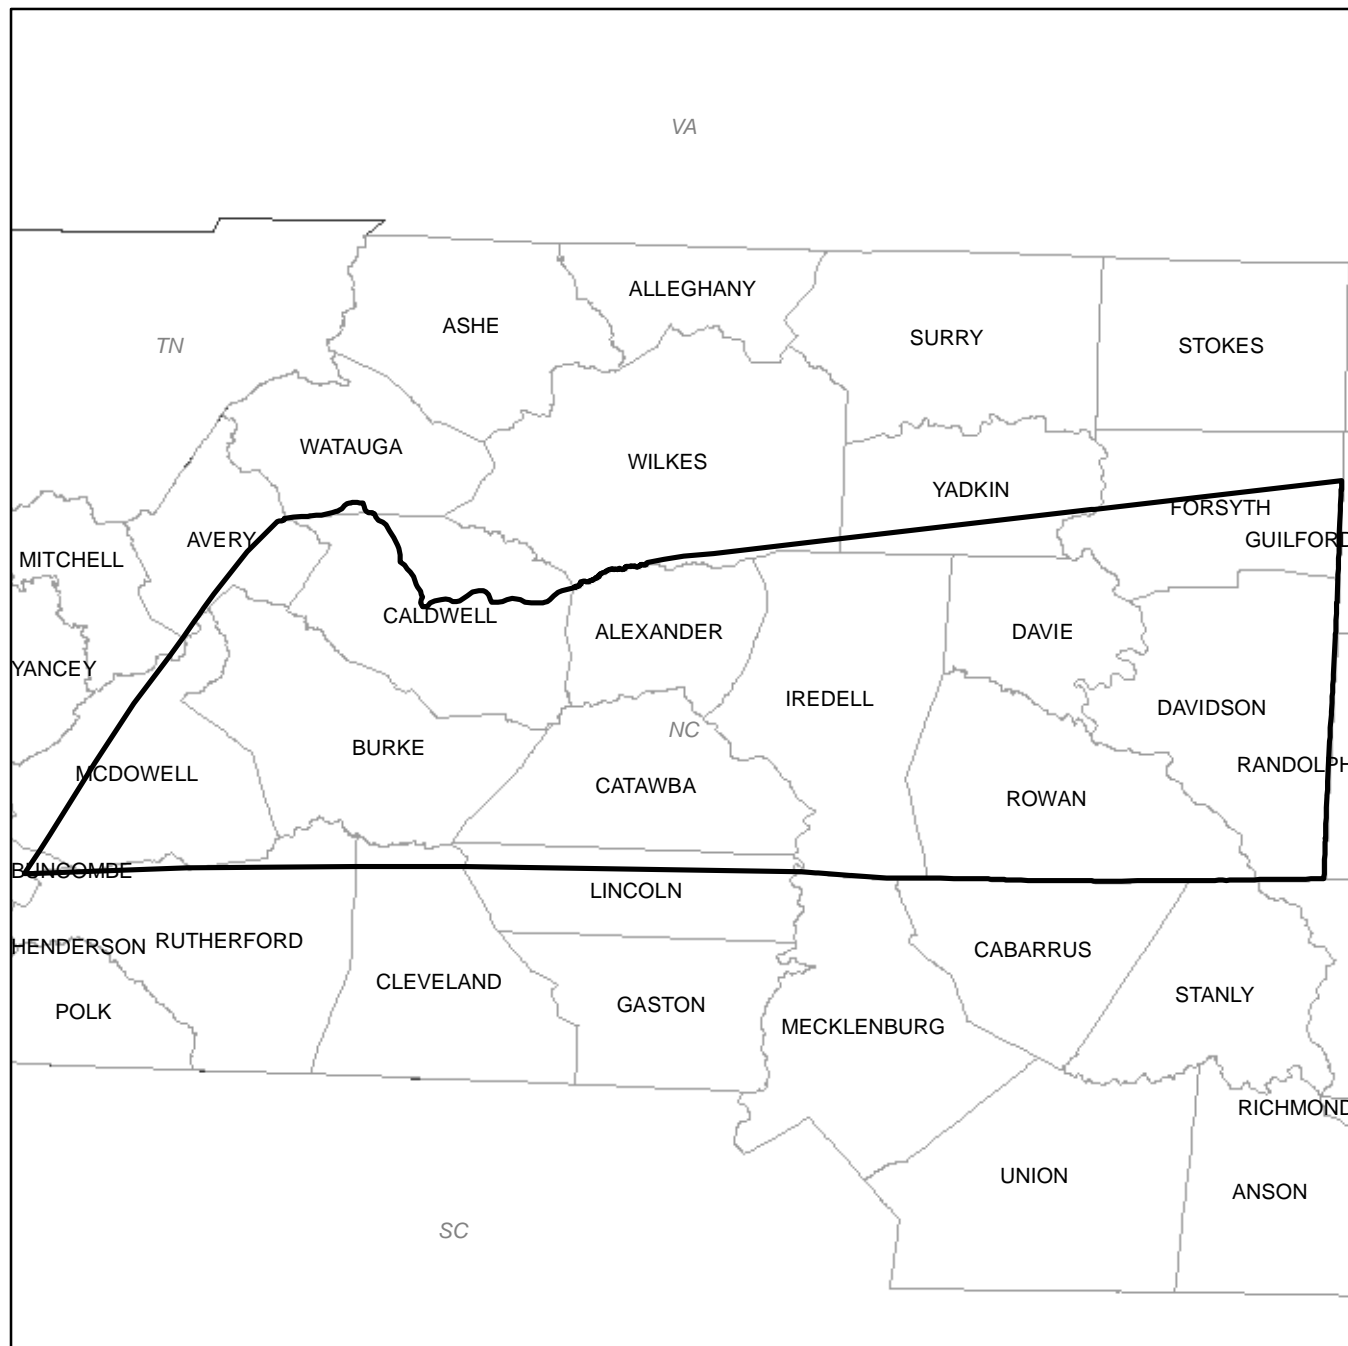 VA
ALLEGHANY
ASHE
SURRY
STOKES
TN
WATAUGA
WILKES
YADKIN
FORSYTH
AVERY
GUILFORD
MITCHELL
CALDWELL
ALEXANDER
DAVIE
YANCEY
IREDELL
DAVIDSON
NC
BURKE
RANDOLPH
MCDOWELL
CATAWBA
ROWAN
BUNCOMBE
LINCOLN
HENDERSON
RUTHERFORD
CABARRUS
CLEVELAND
STANLY
GASTON
POLK
MECKLENBURG
RICHMOND
UNION
ANSON
SC